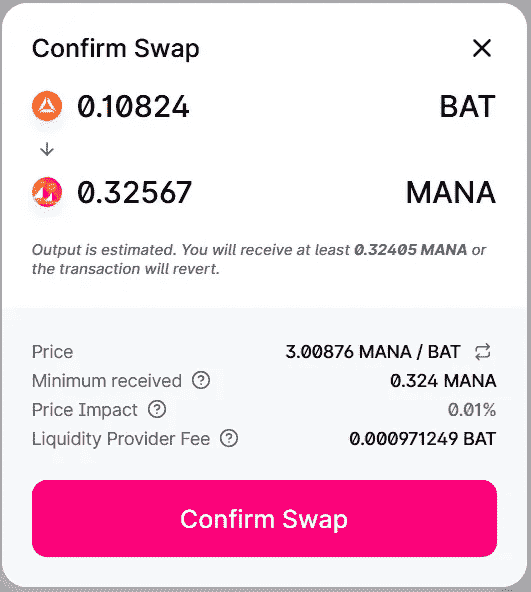 Confirm Swap
0.10824 BAT
0.32567 MANA
Output is estimated. You will receive at least 0.32405 MANA or
the transaction will revert.
Price 3.00876 MANA / BAT
Minimum received ? 0.324 MANA
Price Impact ? 0.01%
Liquidity Provider Fee ? 0.000971249 BAT
Confirm Swap